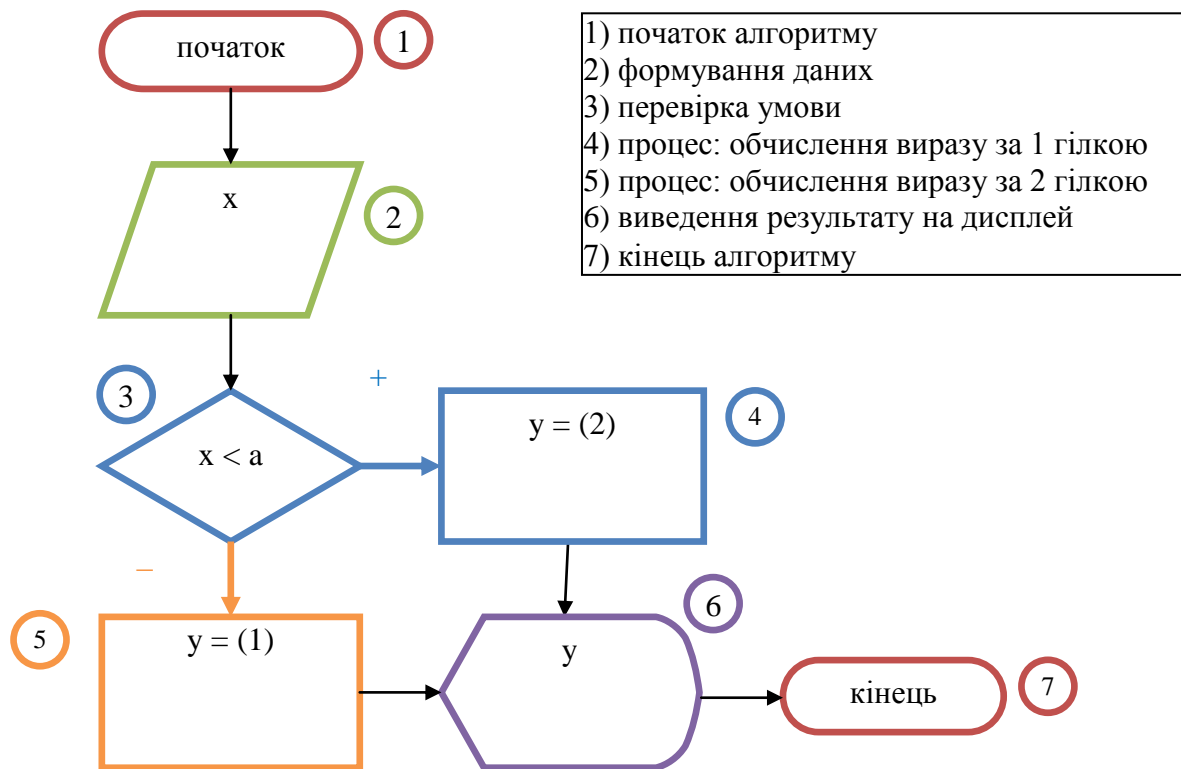 початок
1
1) початок алгоритму
2) формування даних
3) перевірка умови
4) процес: обчислення виразу за 1 гілкою
5) процес: обчислення виразу за 2 гілкою
6) виведення результату на дисплей
7) кінець алгоритму
x
2
3
+
x < a
y = (2)
4
–
5
y = (1)
y
6
кінець
7